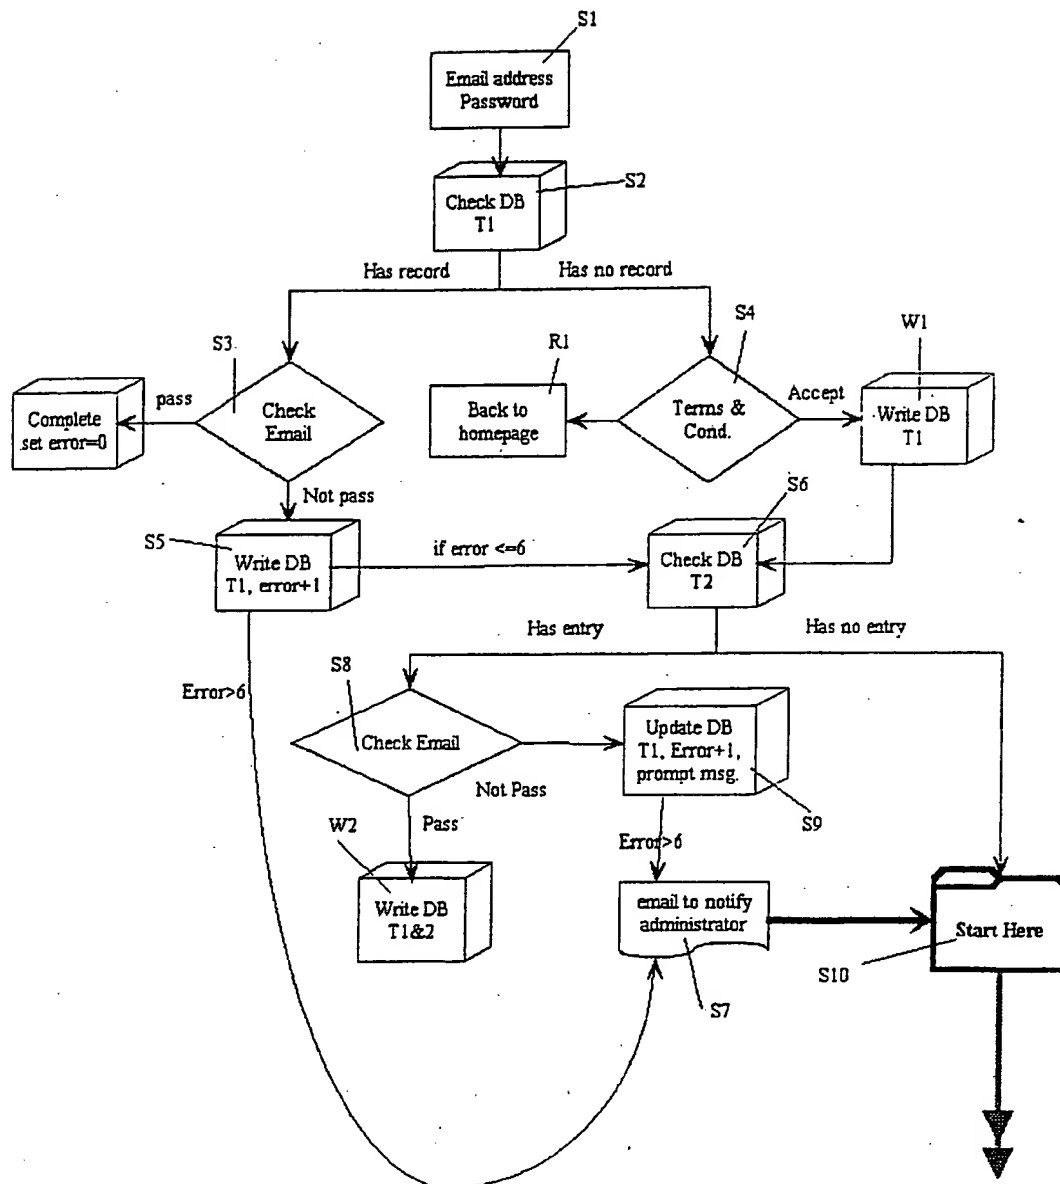 S1
Email address
Password
S2
Check DB
T1
Has record
Has no record
S3
S4
W1
R1
pass
Complete
set error=0
Check
Email
Back to
homepage
Terms &
Cond.
Accept
Write DB
T1
Not pass
S6
S5
Write DB
T1, error+1
if error <=6
Check DB
T2
Has entry
Has no entry
S8
Error>6
Check Email
Update DB
T1, Error+1,
prompt msg.
Not Pass
S9
W2
Pass
Error>6
Write DB
T1&2
email to notify
administrator
Start Here
S10
S7